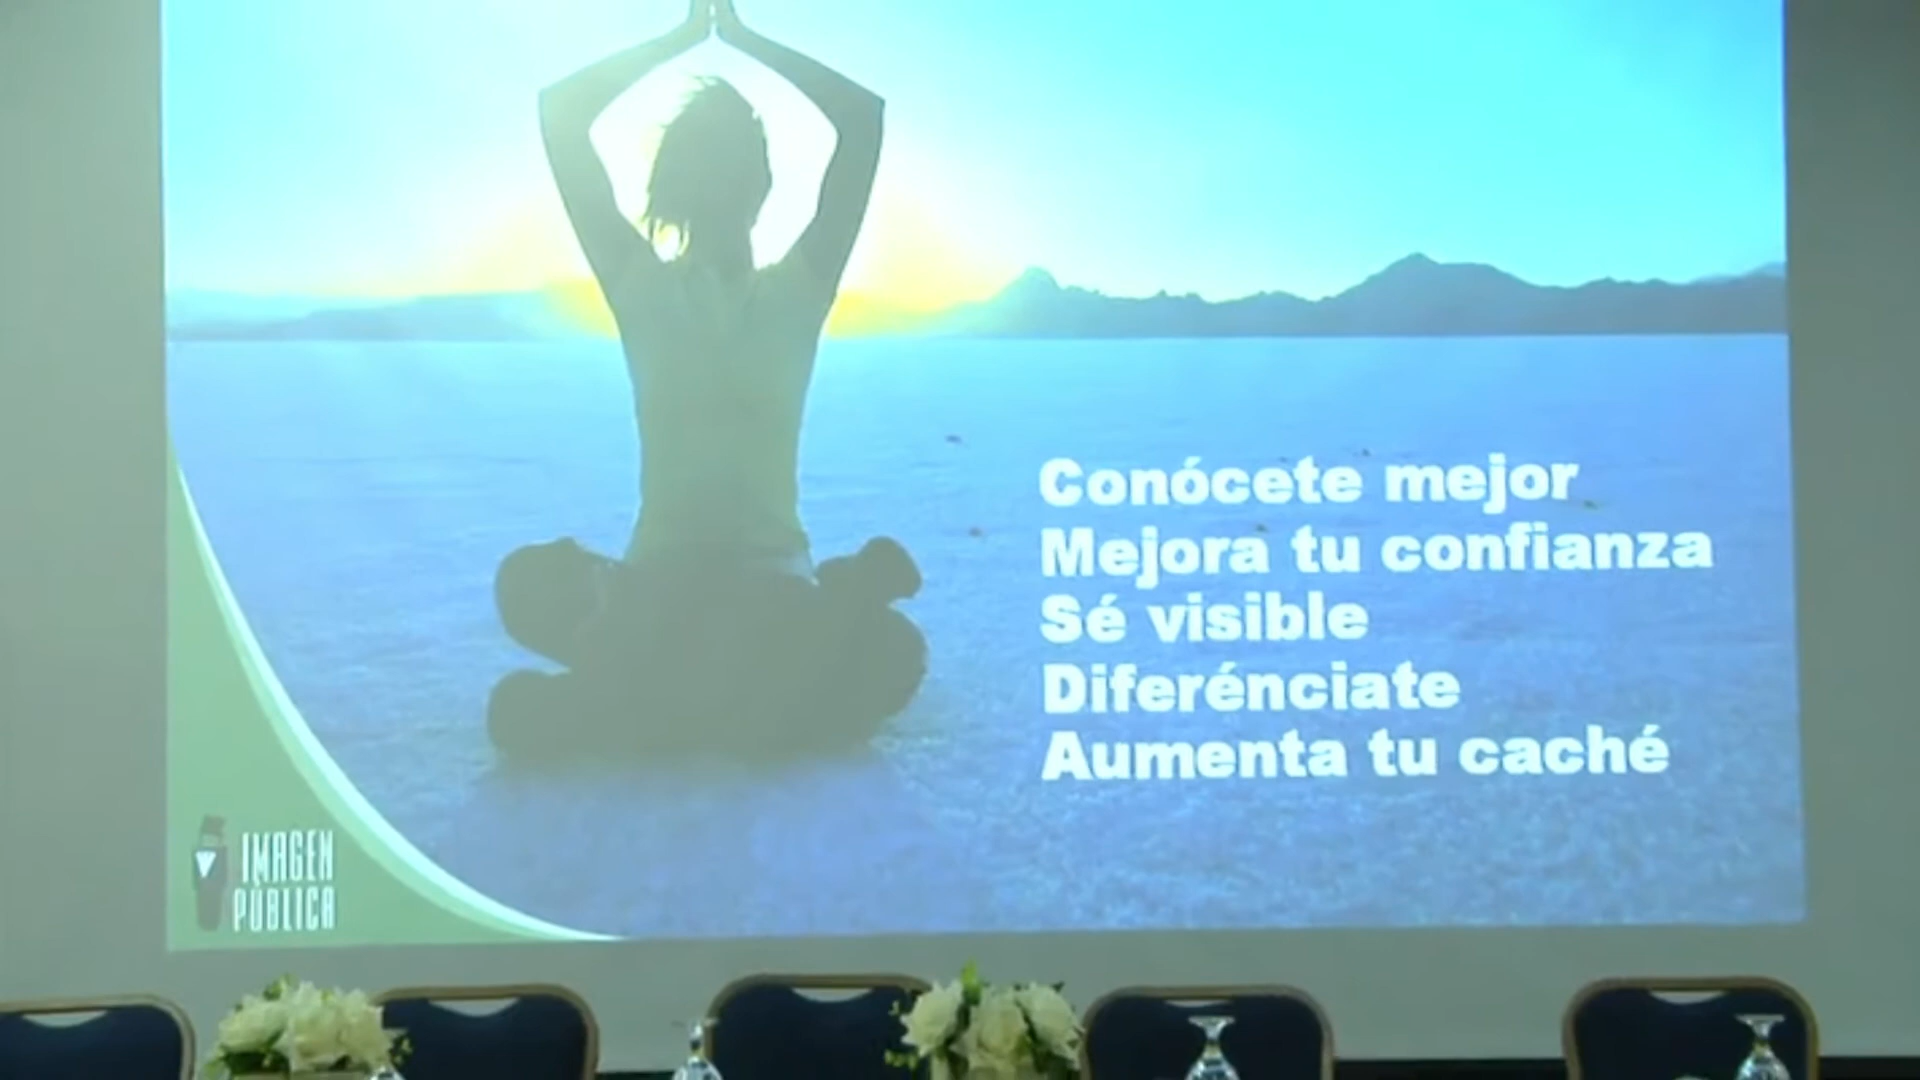 Conócete mejor
Mejora tu confianza
Sé visible
Diferénciate
Aumenta tu caché
IMAGEN
PÚBLICA